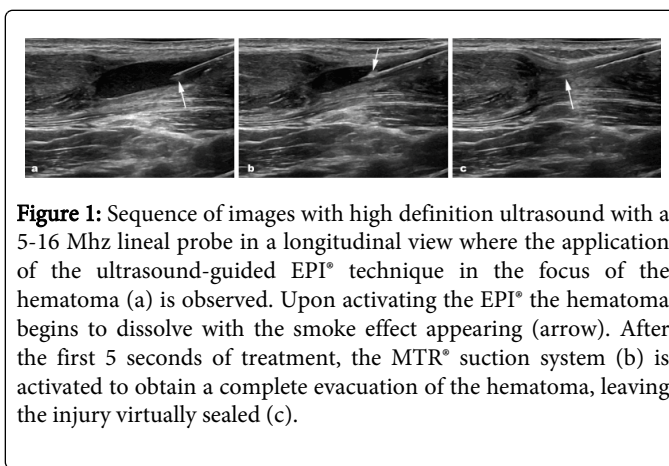 a
b
c
Figure 1: Sequence of images with high definition ultrasound with a
5-16 Mhz lineal probe in a longitudinal view where the application
of the ultrasound-guided EPI® technique in the focus of the
hematoma (a) is observed. Upon activating the EPI® the hematoma
begins to dissolve with the smoke effect appearing (arrow). After
the first 5 seconds of treatment, the MTR® suction system (b) is
activated to obtain a complete evacuation of the hematoma, leaving
the injury virtually sealed (c).